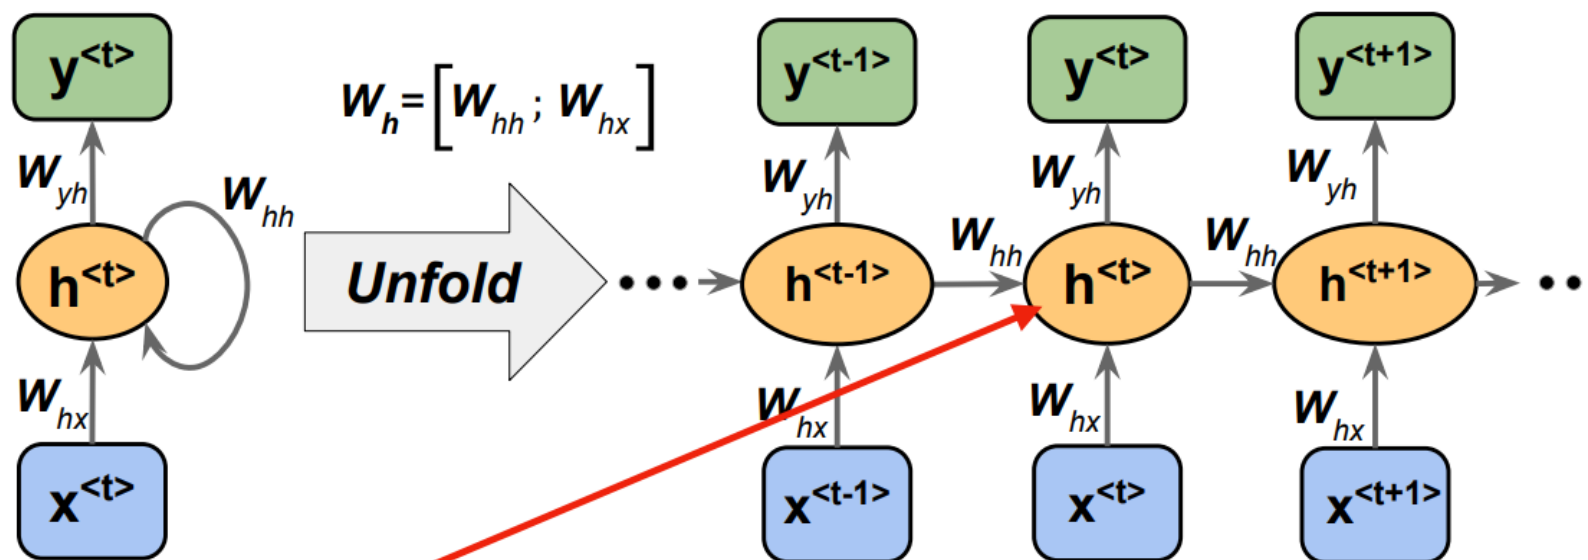 y<t>
W_yh
W_hh
h<t>
W_hx
x<t>
W_h=[W_hh ; W_hx]
Unfold
•••
y<t-1>
y<t>
y<t+1>
W_yh
W_yh
W_yh
h<t-1>
W_hh
h<t>
W_hh
h<t+1>
••
W_hx
W_hx
W_hx
x<t-1>
x<t>
x<t+1>